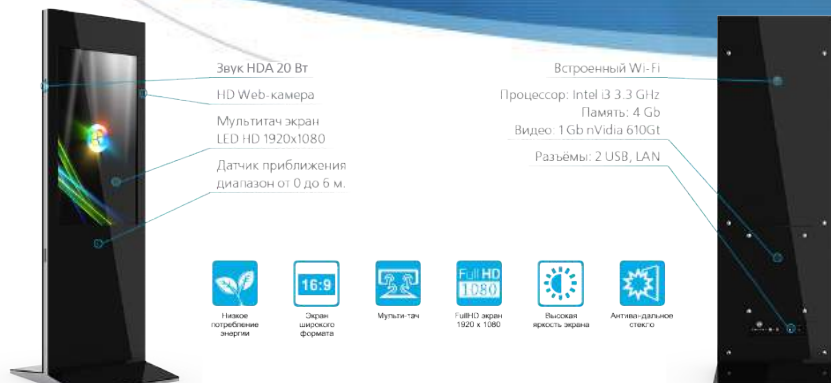 Звук HDA 20 Вт
HD Web-камера
Мультитач экран
LED HD 1920x1080
Датчик приближения
диапазон от 0 до 6 м.
Встроенный Wi-Fi
Процессор: Intel i3 3.3 GHz
Память: 4 Gb
Видео: 1 Gb nVidia 610Gt
Разъёмы: 2 USB, LAN
16:9
Full HD
1080
Низкое
потребление
энергии
Экран
широкого
формата
Мульти-тач
FullHD экран
1920 x 1080
Высокая
яркость экрана
Антивандальное
стекло